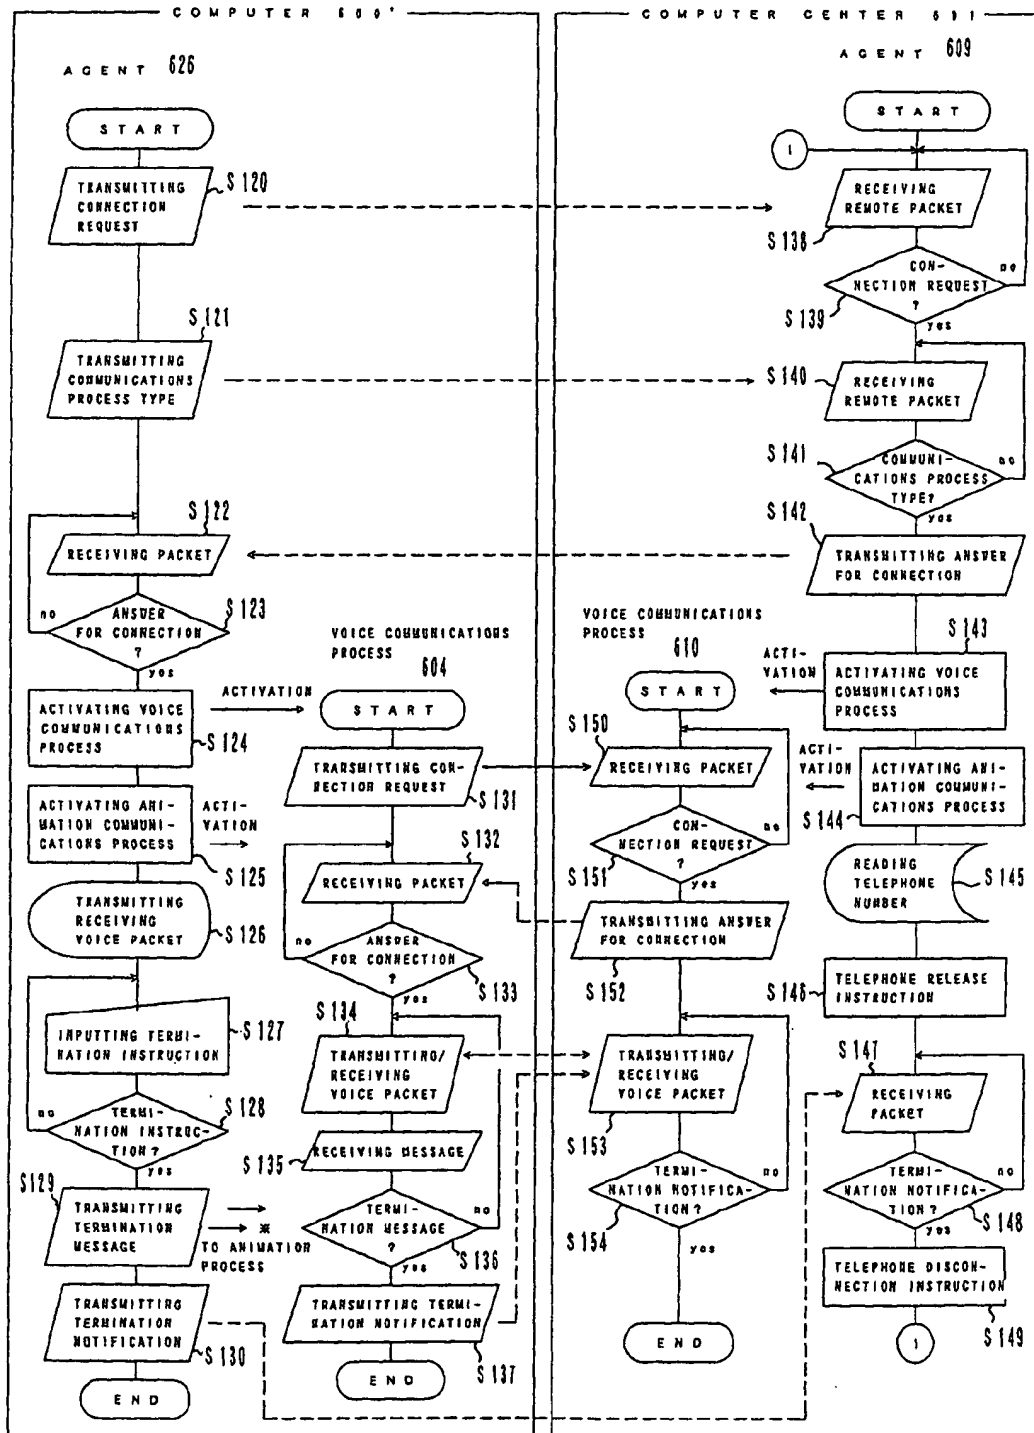 COMPUTER 600'
AGENT 626
START
TRANSMITTING
CONNECTION
REQUEST
S120
S121
TRANSMITTING
COMMUNICATIONS
PROCESS TYPE
S122
RECEIVING PACKET
no
ANSWER
FOR CONNECTION
?
S123
yes
ACTIVATING VOICE
COMMUNICATIONS
PROCESS
S124
ACTIVATION
ACTIVATING ANI-
MATION COMMUNI-
CATIONS PROCESS
S125
ACTI-
VATION
TRANSMITTING
RECEIVING
VOICE PACKET
S126
INPUTTING TERMI-
NATION INSTRUCTION
S127
no
TERMI-
NATION INSTRUC-
TION?
S128
yes
S129
TRANSMITTING
TERMINATION
MESSAGE
TO ANIMATION
PROCESS
TRANSMITTING
TERMINATION
NOTIFICATION
S130
END
VOICE COMMUNICATIONS
PROCESS
604
START
TRANSMITTING CON-
NECTION REQUEST
S131
S132
RECEIVING PACKET
no
ANSWER
FOR CONNECTION
?
S133
yes
S134
TRANSMITTING/
RECEIVING
VOICE PACKET
RECEIVING MESSAGE
S135
TERMI-
NATION MESSAGE
?
no
S136
yes
TRANSMITTING TERMI-
NATION NOTIFICATION
S137
END
COMPUTER CENTER 601
VOICE COMMUNICATIONS
PROCESS
610
START
S150
RECEIVING PACKET
CON-
NECTION REQUEST
?
no
S151
yes
TRANSMITTING ANSWER
FOR CONNECTION
S152
TRANSMITTING/
RECEIVING
VOICE PACKET
S153
TERMI-
NATION NOTIFICA-
TION?
no
S154
yes
END
AGENT 609
START
1
RECEIVING
REMOTE PACKET
S138
CON-
NECTION REQUEST
?
no
S139
yes
S140
RECEIVING
REMOTE PACKET
S141
COMMUNI-
CATIONS PROCESS
TYPE?
no
yes
S142
TRANSMITTING ANSWER
FOR CONNECTION
S143
ACTI-
VATION
ACTIVATING VOICE
COMMUNICATIONS
PROCESS
ACTI-
VATION
ACTIVATING ANI-
MATION COMMUNI-
CATIONS PROCESS
S144
READING
TELEPHONE
NUMBER
S145
S146
TELEPHONE RELEASE
INSTRUCTION
S147
RECEIVING
PACKET
TERMI-
NATION NOTIFICA-
TION?
no
S148
yes
TELEPHONE DISCON-
NECTION INSTRUCTION
S149
1